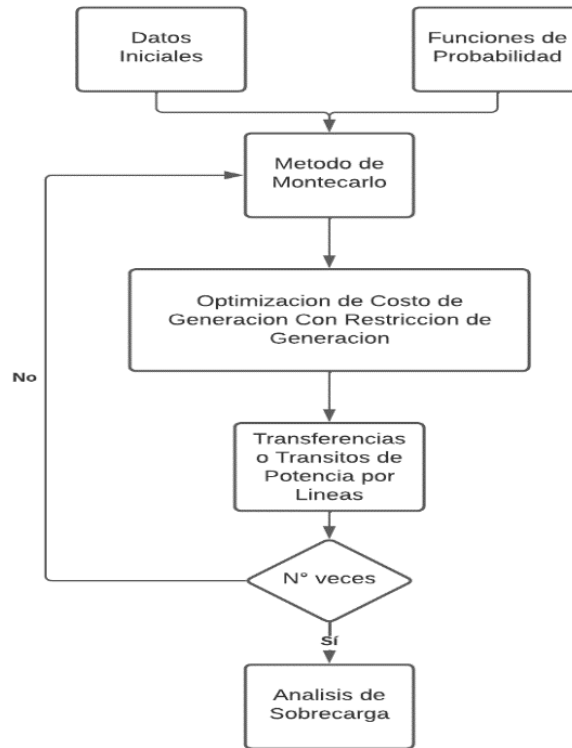 Datos
Iniciales
Funciones de
Probabilidad
Metodo de
Montecarlo
Optimizacion de Costo de
Generacion Con Restriccion de
Generacion
No
Transferencias
o Transitos de
Potencia por
Lineas
N° veces
Sí
Analisis de
Sobrecarga